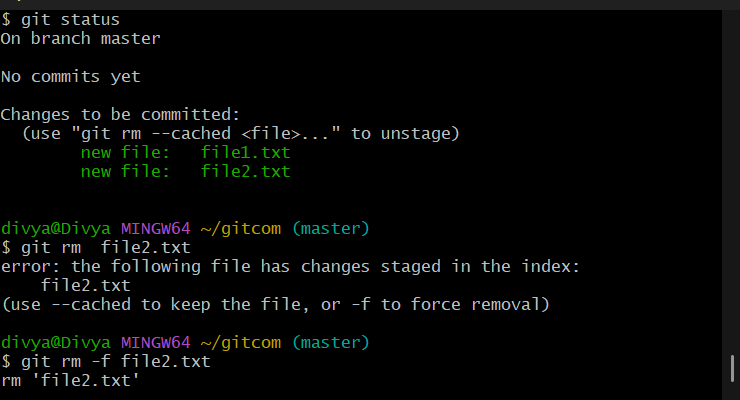 $ git status
On branch master
No commits yet
Changes to be committed:
  (use "git rm --cached <file>..." to unstage)
        new file:   file1.txt
        new file:   file2.txt
divya@Divya MINGW64 ~/gitcom (master)
$ git rm  file2.txt
error: the following file has changes staged in the index:
    file2.txt
(use --cached to keep the file, or -f to force removal)
divya@Divya MINGW64 ~/gitcom (master)
$ git rm -f file2.txt
rm 'file2.txt'